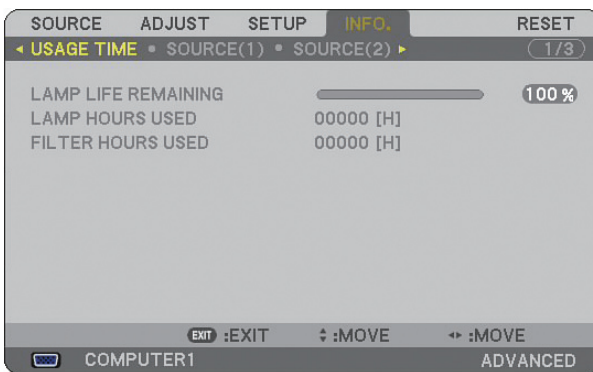 SOURCE ADJUST SETUP INFO. RESET
USAGE TIME SOURCE(1) SOURCE(2) 1/3
LAMP LIFE REMAINING 100 %
LAMP HOURS USED 00000 [H]
FILTER HOURS USED 00000 [H]
EXIT :EXIT :MOVE :MOVE
COMPUTER1 ADVANCED